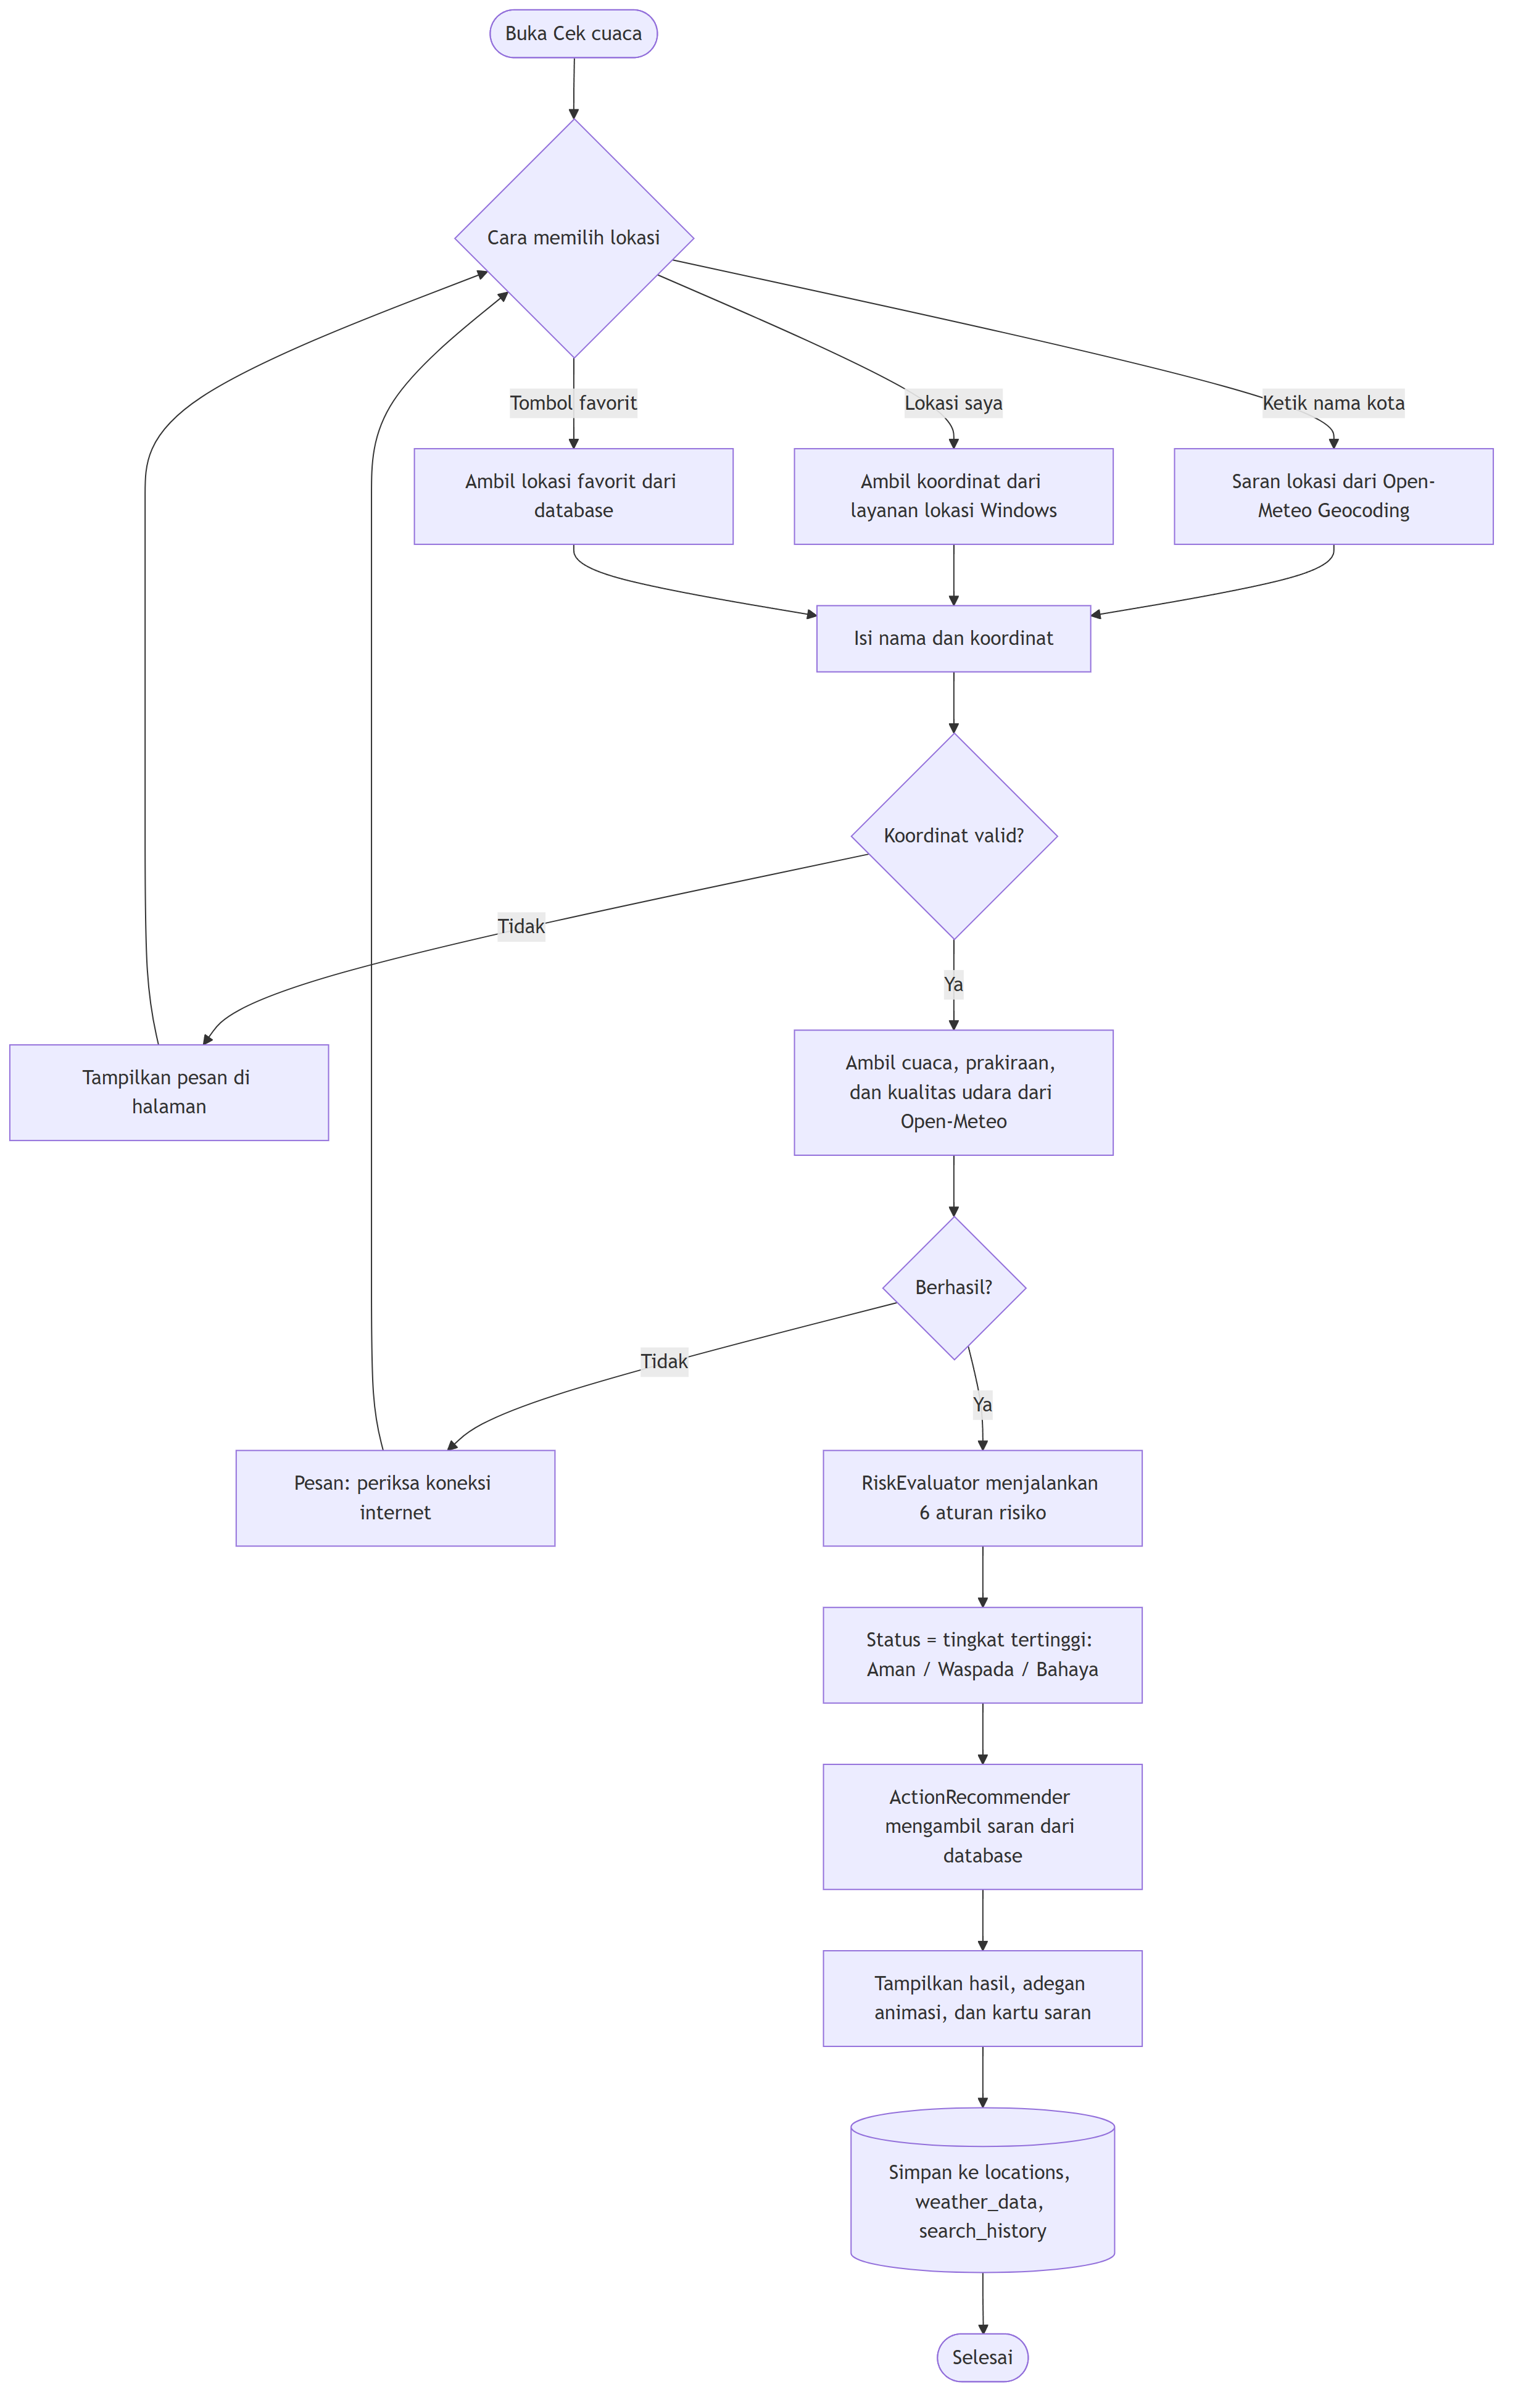 Buka Cek cuaca
Cara memilih lokasi
Tombol favorit
Lokasi saya
Ketik nama kota
Ambil lokasi favorit dari
database
Ambil koordinat dari
layanan lokasi Windows
Saran lokasi dari Open-
Meteo Geocoding
Isi nama dan koordinat
Koordinat valid?
Tidak
Ya
Tampilkan pesan di
halaman
Ambil cuaca, prakiraan,
dan kualitas udara dari
Open-Meteo
Berhasil?
Tidak
Ya
Pesan: periksa koneksi
internet
RiskEvaluator menjalankan
6 aturan risiko
Status = tingkat tertinggi:
Aman / Waspada / Bahaya
ActionRecommender
mengambil saran dari
database
Tampilkan hasil, adegan
animasi, dan kartu saran
Simpan ke locations,
weather_data,
search_history
Selesai